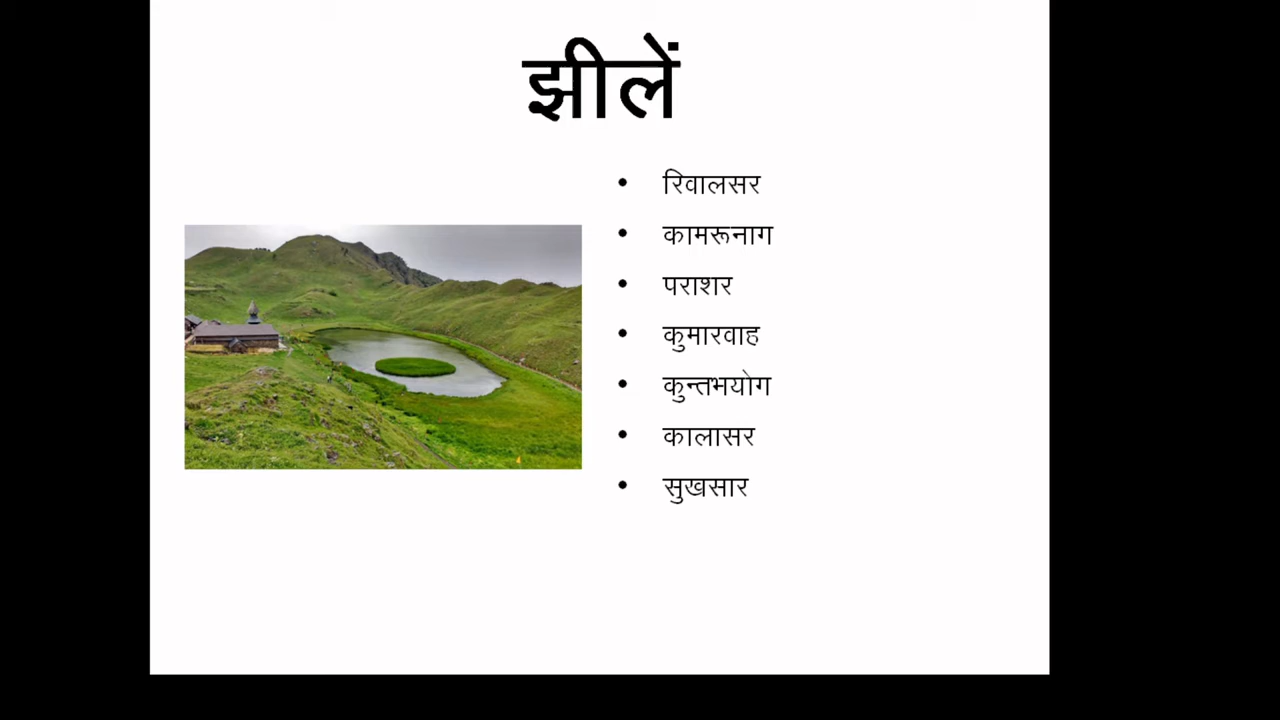 झीलें
• रिवालसर
• कामरूनाग
• पराशर
• कुमारवाह
• कुन्तभयोग
• कालासर
• सुखसार